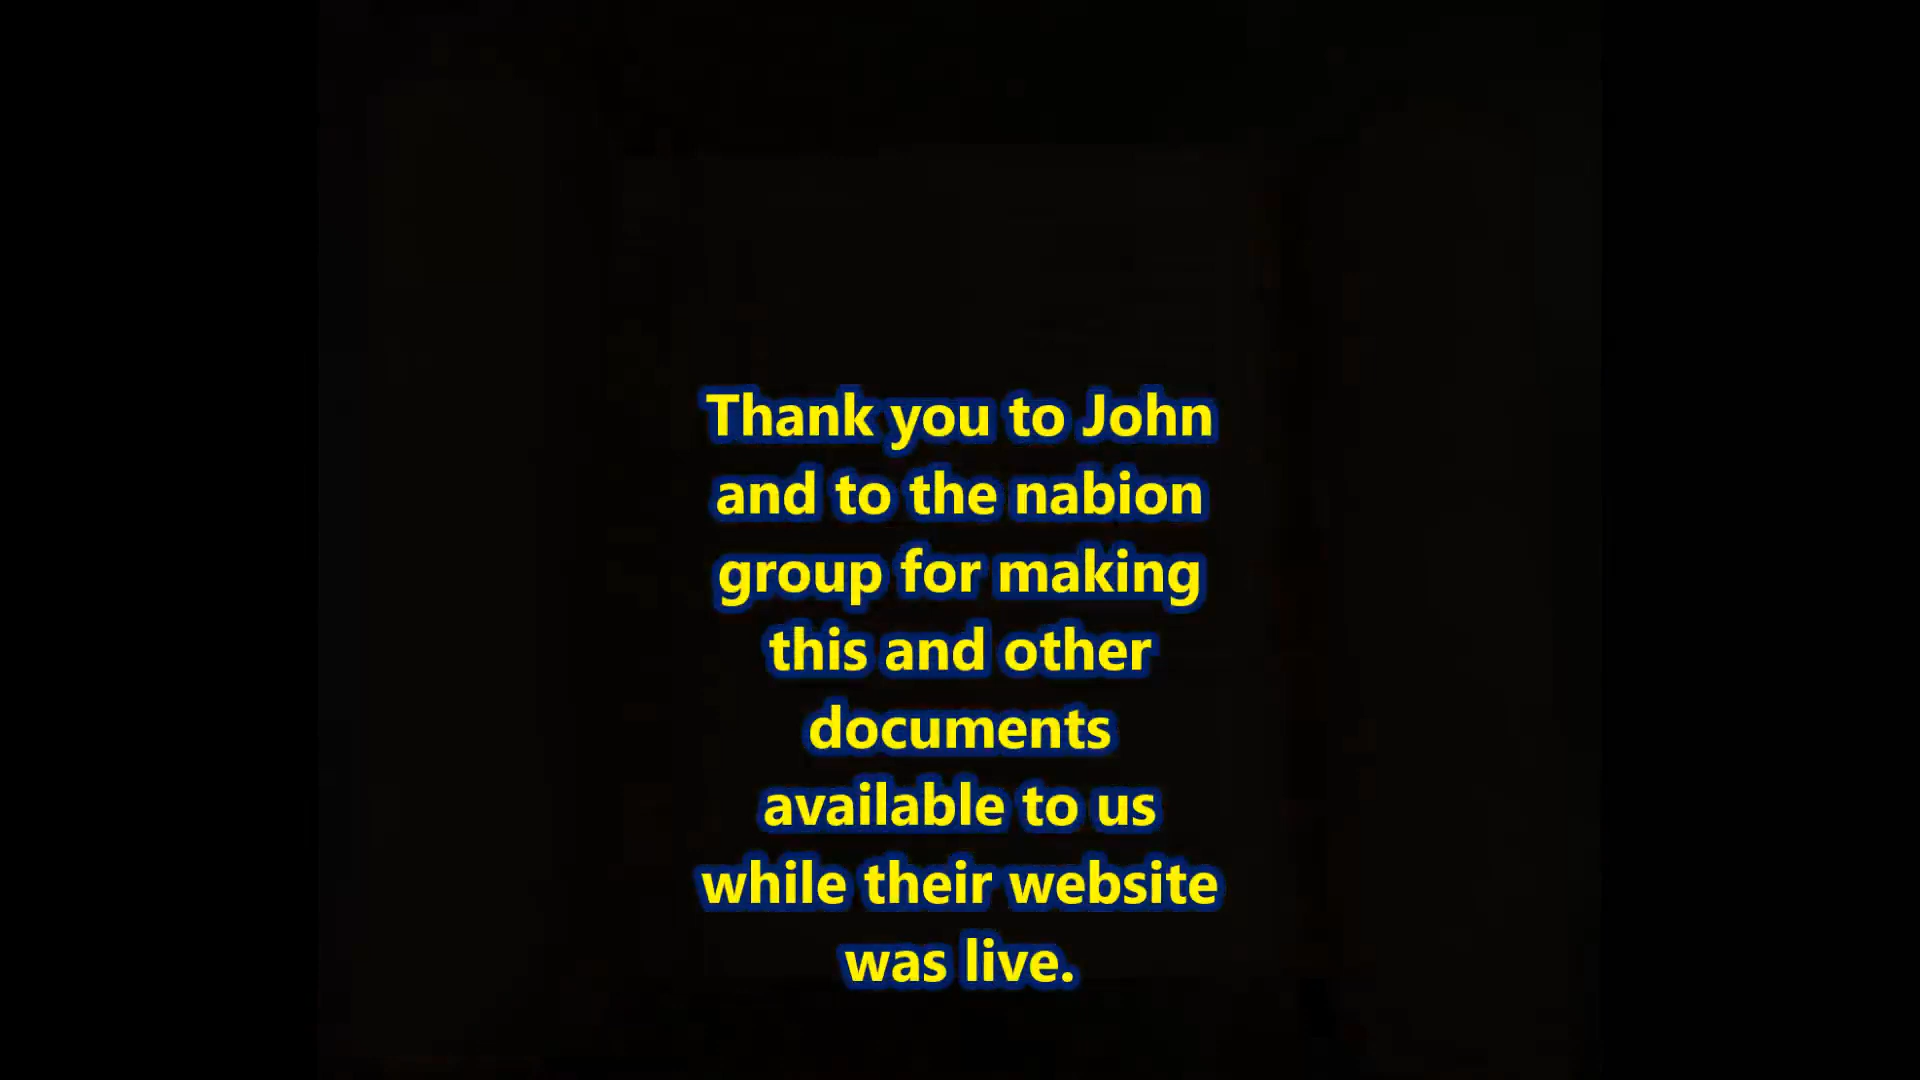 Thank you to John
and to the nabion
group for making
this and other
documents
available to us
while their website
was live.